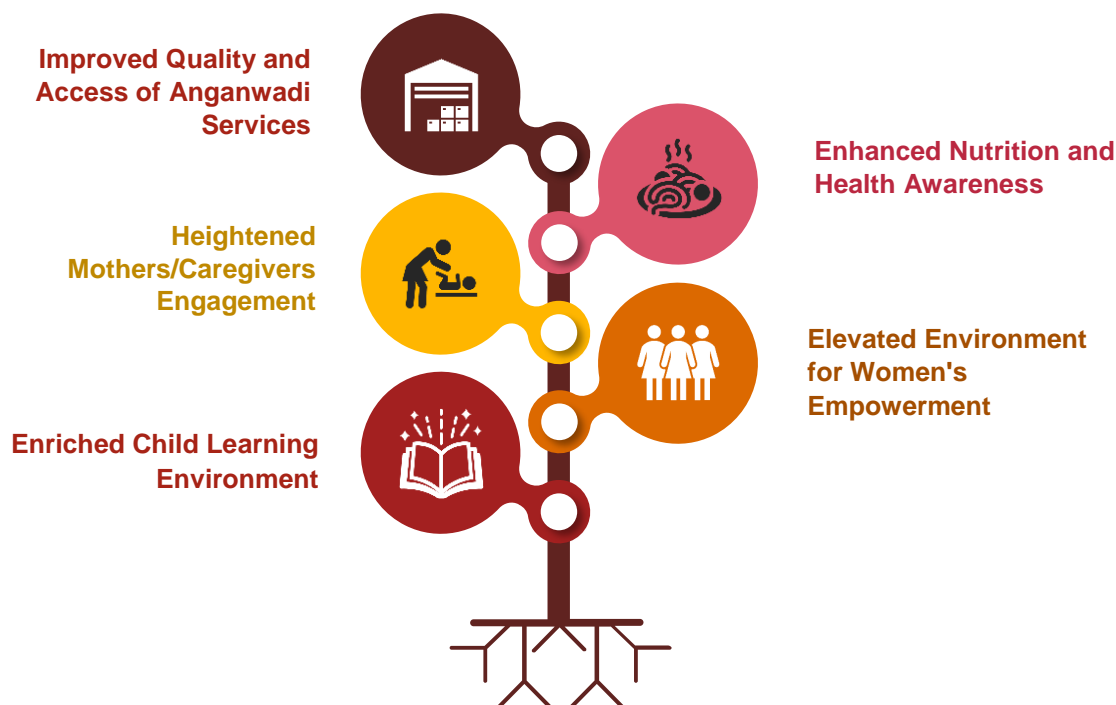 Improved Quality and
Access of Anganwadi
Services
Enhanced Nutrition and
Health Awareness
Heightened
Mothers/Caregivers
Engagement
Elevated Environment
for Women's
Empowerment
Enriched Child Learning
Environment